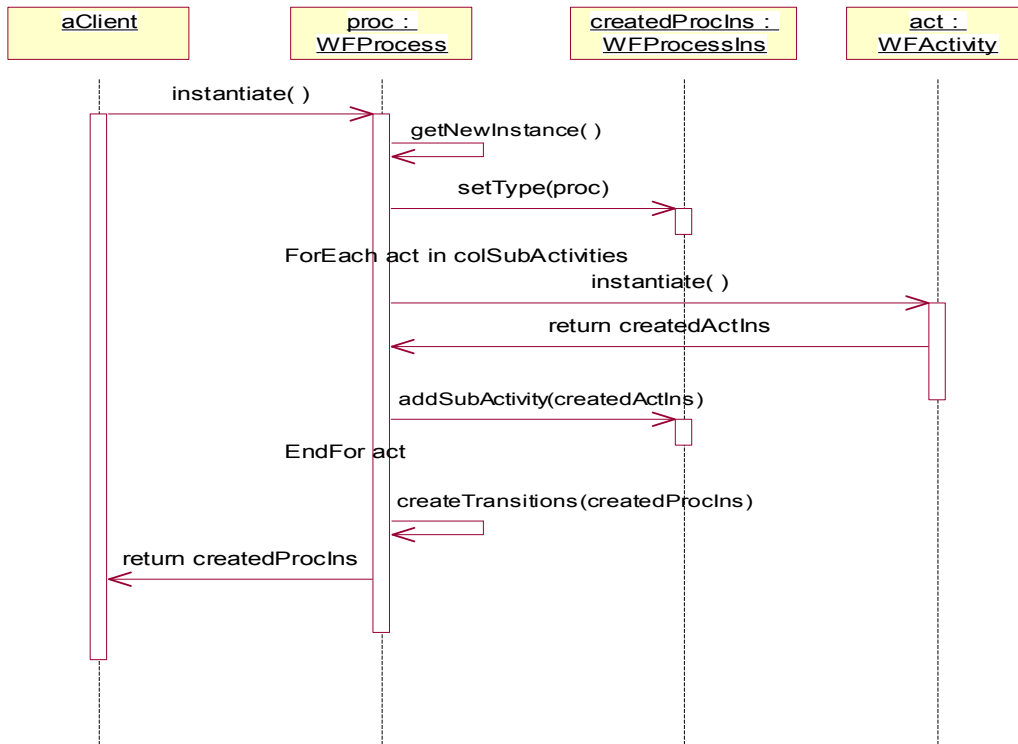 aClient
proc :
WFProcess
createdProcIns :
WFProcessIns
act :
WFActivity
instantiate( )
getNewInstance( )
setType(proc)
ForEach act in colSubActivities
instantiate( )
return createdActIns
addSubActivity(createdActIns)
EndFor act
createTransitions(createdProcIns)
return createdProcIns